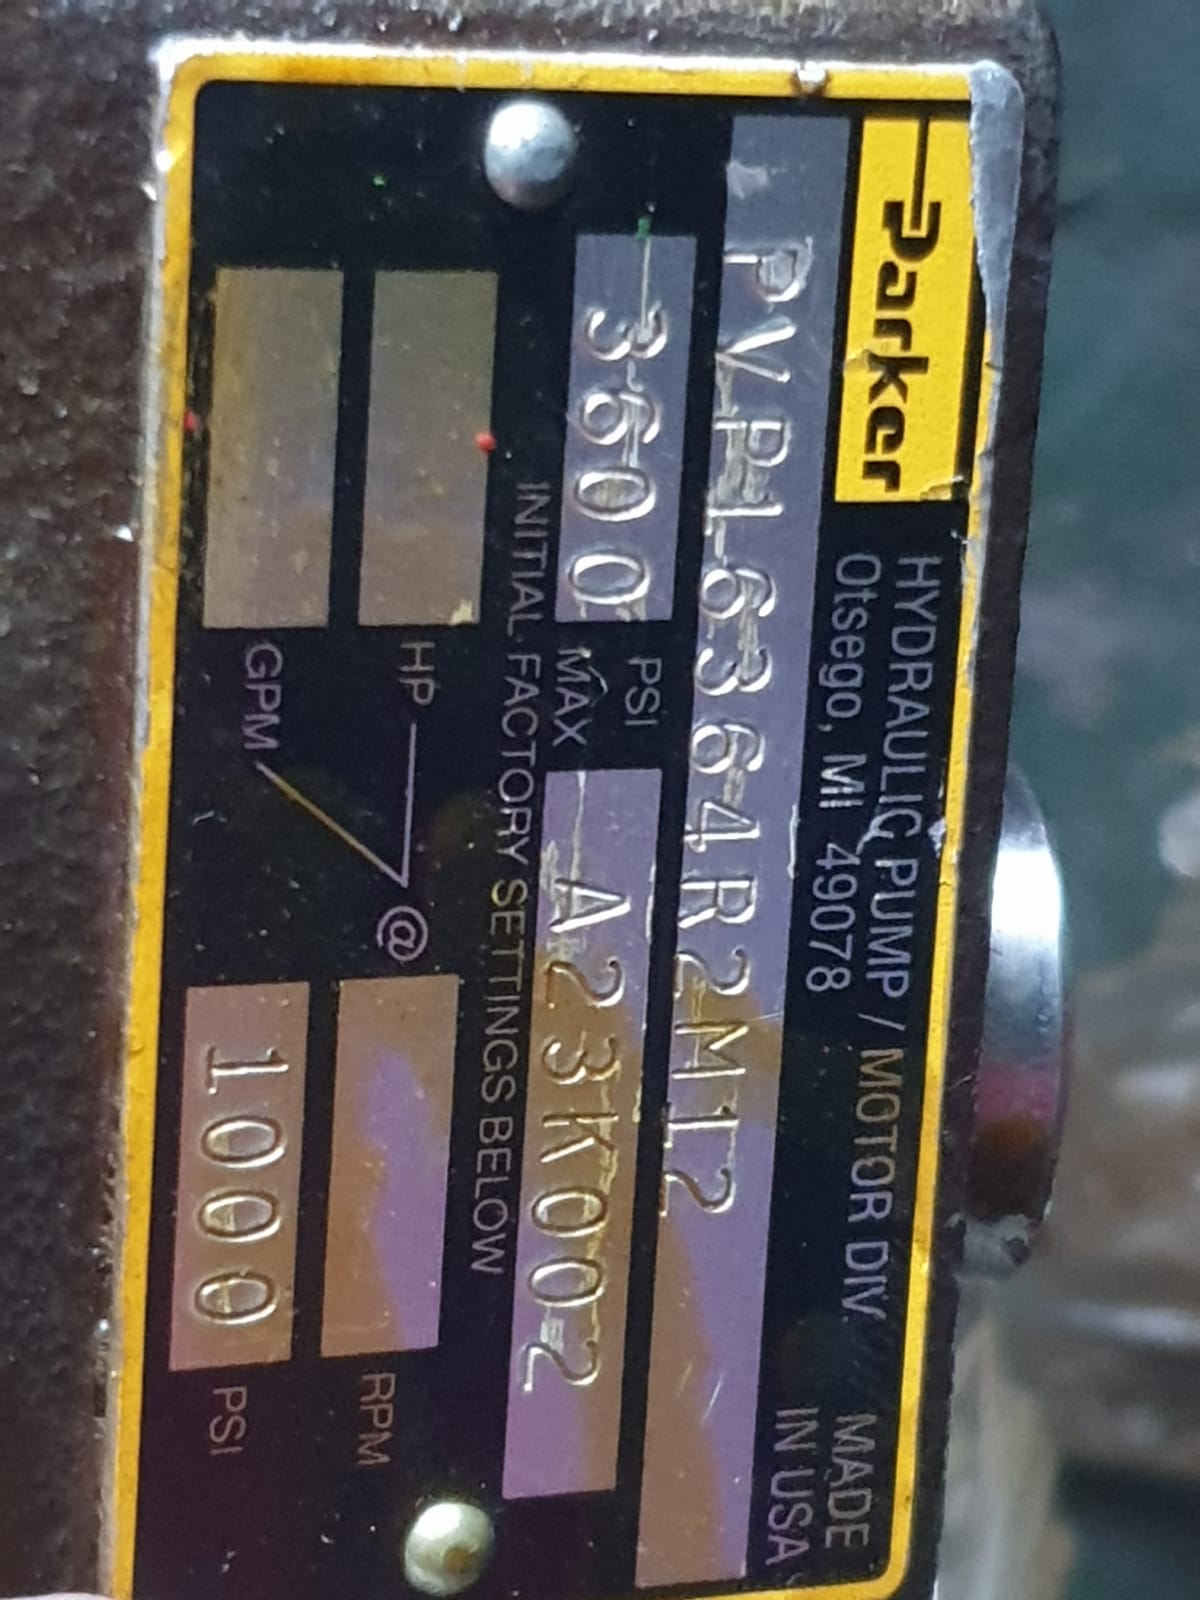 Parker
HYDRAULIC PUMP / MOTOR DIV
Otsego, MI 49078
MADE
IN USA
PVP16364R2M12
3600
PSI
MAX
A23K002
INITIAL FACTORY SETTINGS BELOW
HP
@
RPM
GPM
1000
PSI